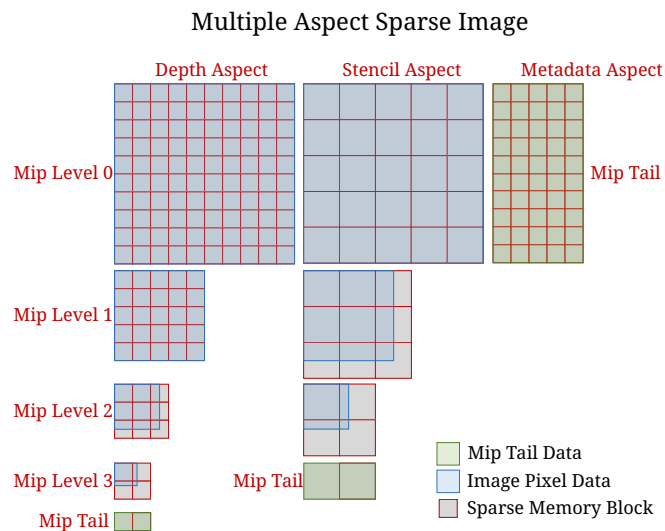 Multiple Aspect Sparse Image
Depth Aspect
Stencil Aspect
Metadata Aspect
Mip Level 0
Mip Tail
Mip Level 1
Mip Level 2
Mip Level 3
Mip Tail
Mip Tail
Mip Tail Data
Image Pixel Data
Sparse Memory Block